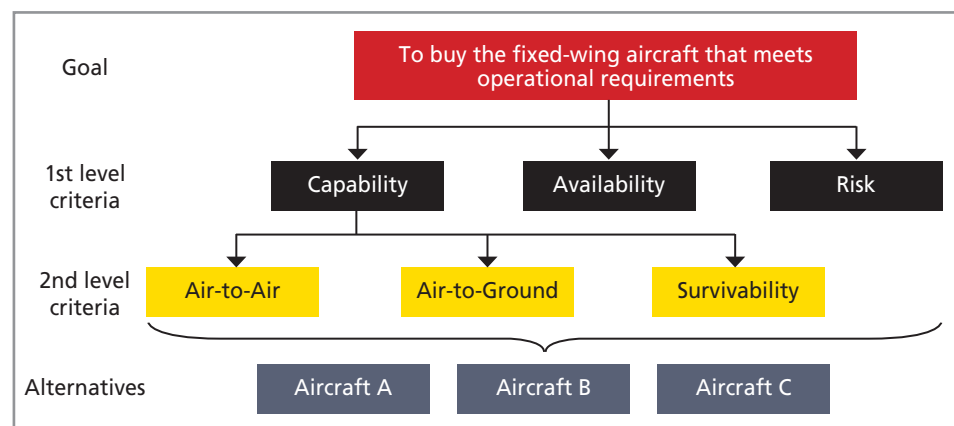 Goal
To buy the fixed-wing aircraft that meets
operational requirements
1st level
criteria
Capability
Availability
Risk
2nd level
criteria
Air-to-Air
Air-to-Ground
Survivability
Alternatives
Aircraft A
Aircraft B
Aircraft C